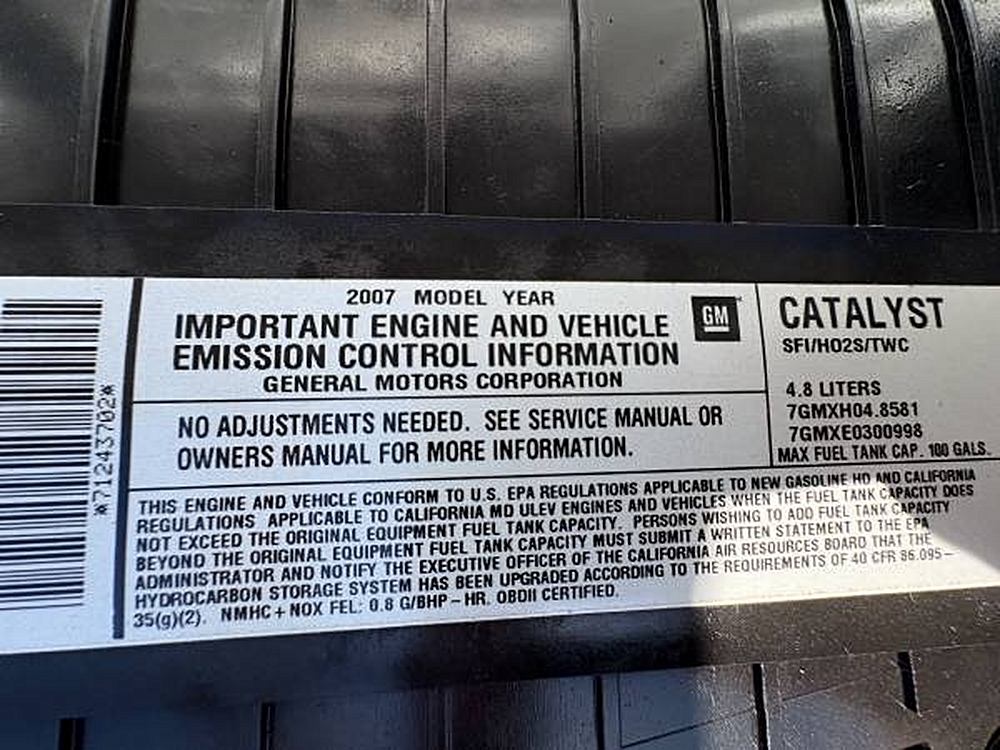 *71243702*
2007 MODEL YEAR
IMPORTANT ENGINE AND VEHICLE
EMISSION CONTROL INFORMATION
GENERAL MOTORS CORPORATION
GM
NO ADJUSTMENTS NEEDED. SEE SERVICE MANUAL OR
OWNERS MANUAL FOR MORE INFORMATION.
CATALYST
SFI/HO2S/TWC
4.8 LITERS
7GMXH04.8581
7GMXE0300998
MAX FUEL TANK CAP. 100 GALS.
THIS ENGINE AND VEHICLE CONFORM TO U.S. EPA REGULATIONS APPLICABLE TO NEW GASOLINE HD AND CALIFORNIA
REGULATIONS APPLICABLE TO CALIFORNIA MD ULEV ENGINES AND VEHICLES WHEN THE FUEL TANK CAPACITY DOES
NOT EXCEED THE ORIGINAL EQUIPMENT FUEL TANK CAPACITY. PERSONS WISHING TO ADD FUEL TANK CAPACITY
BEYOND THE ORIGINAL EQUIPMENT FUEL TANK CAPACITY MUST SUBMIT A WRITTEN STATEMENT TO THE EPA
ADMINISTRATOR AND NOTIFY THE EXECUTIVE OFFICER OF THE CALIFORNIA AIR RESOURCES BOARD THAT THE
HYDROCARBON STORAGE SYSTEM HAS BEEN UPGRADED ACCORDING TO THE REQUIREMENTS OF 40 CFR 86.095-
35(g)(2). NMHC+NOX FEL: 0.8 G/BHP-HR. OBDII CERTIFIED.